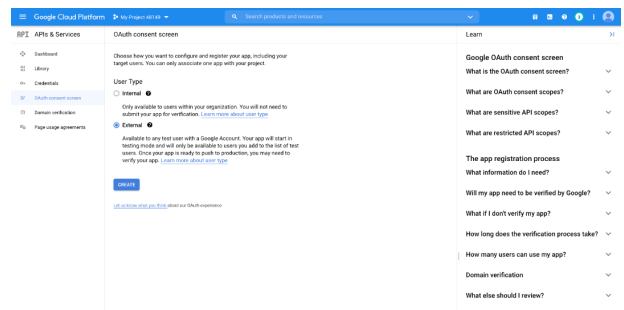 Google Cloud Platform
My Project 48148
Search products and resources
API APIs & Services
OAuth consent screen
Learn
Dashboard
Library
Credentials
OAuth consent screen
Domain verification
Page usage agreements
Choose how you want to configure and register your app, including your
target users. You can only associate one app with your project.
User Type
Internal
Only available to users within your organization. You will not need to
submit your app for verification. Learn more about user type
External
Available to any test user with a Google Account. Your app will start in
testing mode and will only be available to users you add to the list of test
users. Once your app is ready to push to production, you may need to
verify your app. Learn more about user type
CREATE
Let us know what you think about our OAuth experience
Google OAuth consent screen
What is the OAuth consent screen?
What are OAuth consent scopes?
What are sensitive API scopes?
What are restricted API scopes?
The app registration process
What information do I need?
Will my app need to be verified by Google?
What if I don't verify my app?
How long does the verification process take?
How many users can use my app?
Domain verification
What else should I review?